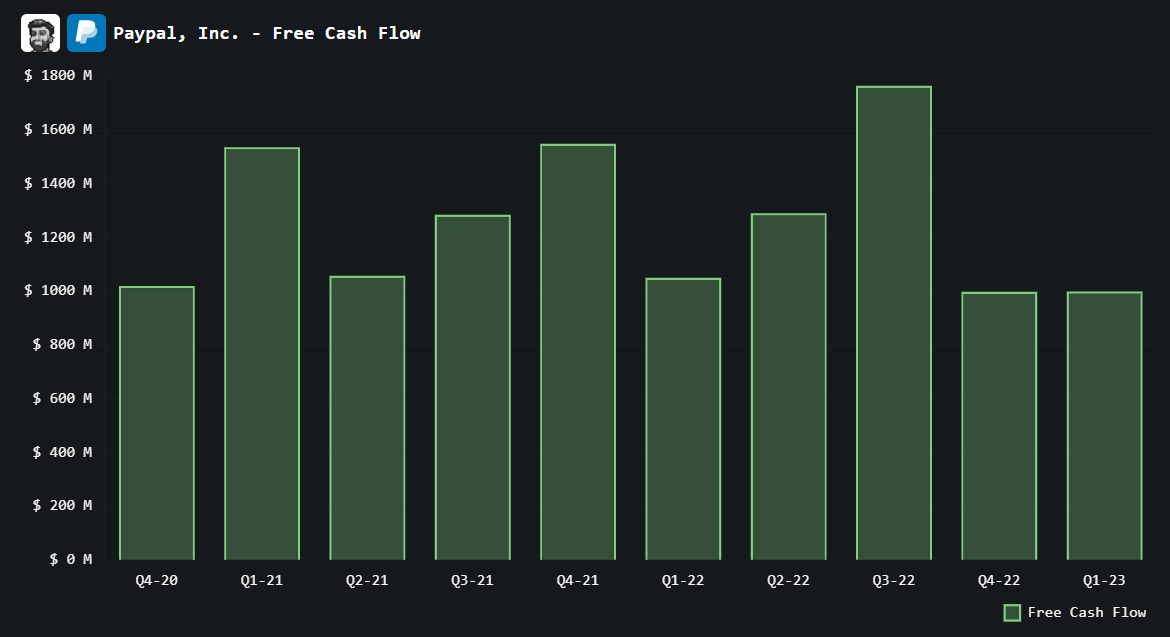 Paypal, Inc. - Free Cash Flow
$ 1800 M
$ 1600 M
$ 1400 M
$ 1200 M
$ 1000 M
$ 800 M
$ 600 M
$ 400 M
$ 200 M
$ 0 M
Q4-20 Q1-21 Q2-21 Q3-21 Q4-21 Q1-22 Q2-22 Q3-22 Q4-22 Q1-23
Free Cash Flow